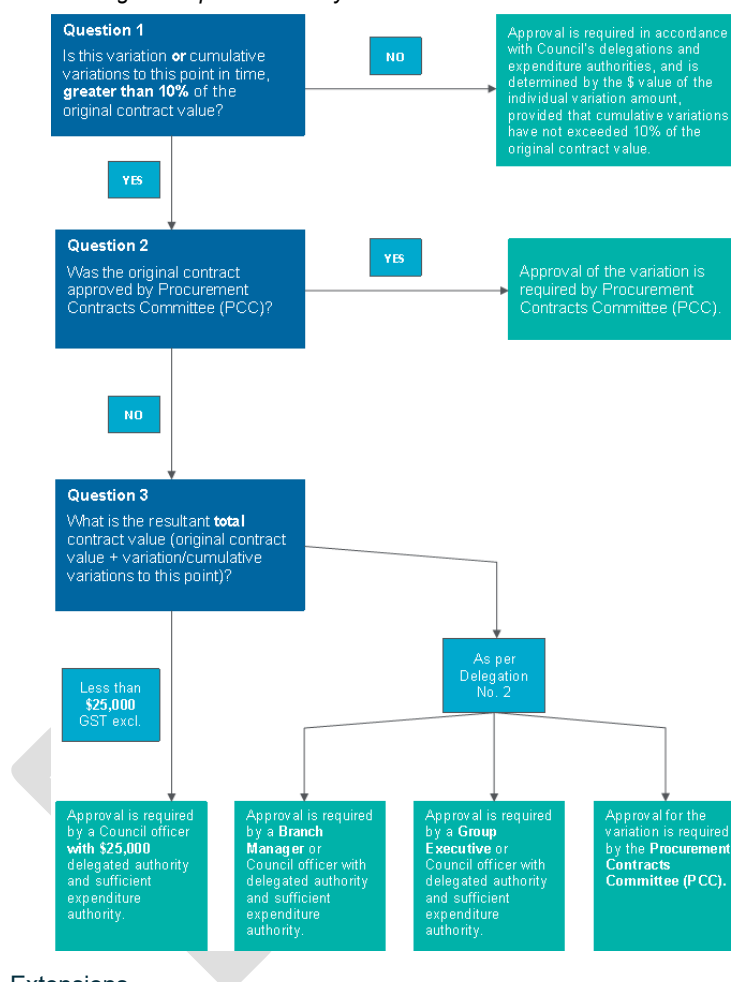 Question 1
Is this variation or cumulative
variations to this point in time,
greater than 10% of the
original contract value?
NO
Approval is required in accordance
with Council's delegations and
expenditure authorities, and is
determined by the $ value of the
individual variation amount,
provided that cumulative variations
have not exceeded 10% of the
original contract value.
YES
Question 2
Was the original contract
approved by Procurement
Contracts Committee (PCC)?
YES
Approval of the variation is
required by Procurement
Contracts Committee (PCC).
NO
Question 3
What is the resultant total
contract value (original contract
value + variation/cumulative
variations to this point)?
As per
Delegation
No. 2
Less than
$25,000
GST excl.
Approval is required
by a Council officer
with $25,000
delegated authority
and sufficient
expenditure
authority.
Approval is required
by a Branch
Manager or
Council officer with
delegated authority
and sufficient
expenditure
authority.
Approval is required
by a Group
Executive or
Council officer with
delegated authority
and sufficient
expenditure
authority.
Approval for the
variation is required
by the Procurement
Contracts
Committee (PCC).